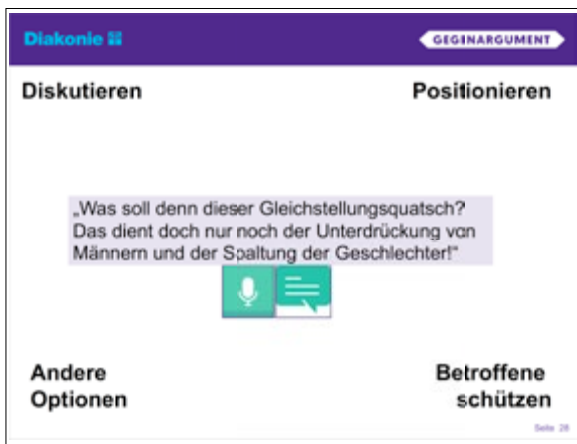 Diakonie
GEGINARGUMENT
Diskutieren
Positionieren
„Was soll denn dieser Gleichstellungsquatsch?
Das dient doch nur noch der Unterdrückung von
Männern und der Spaltung der Geschlechter!“
Andere
Optionen
Betroffene
schützen
Seite 28